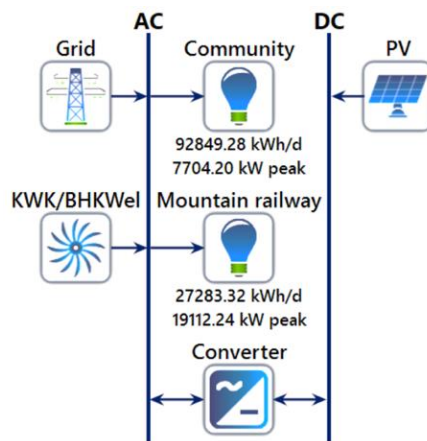 AC
DC
Grid
Community
PV
92849.28 kWh/d
7704.20 kW peak
KWK/BHKWel
Mountain railway
27283.32 kWh/d
19112.24 kW peak
Converter